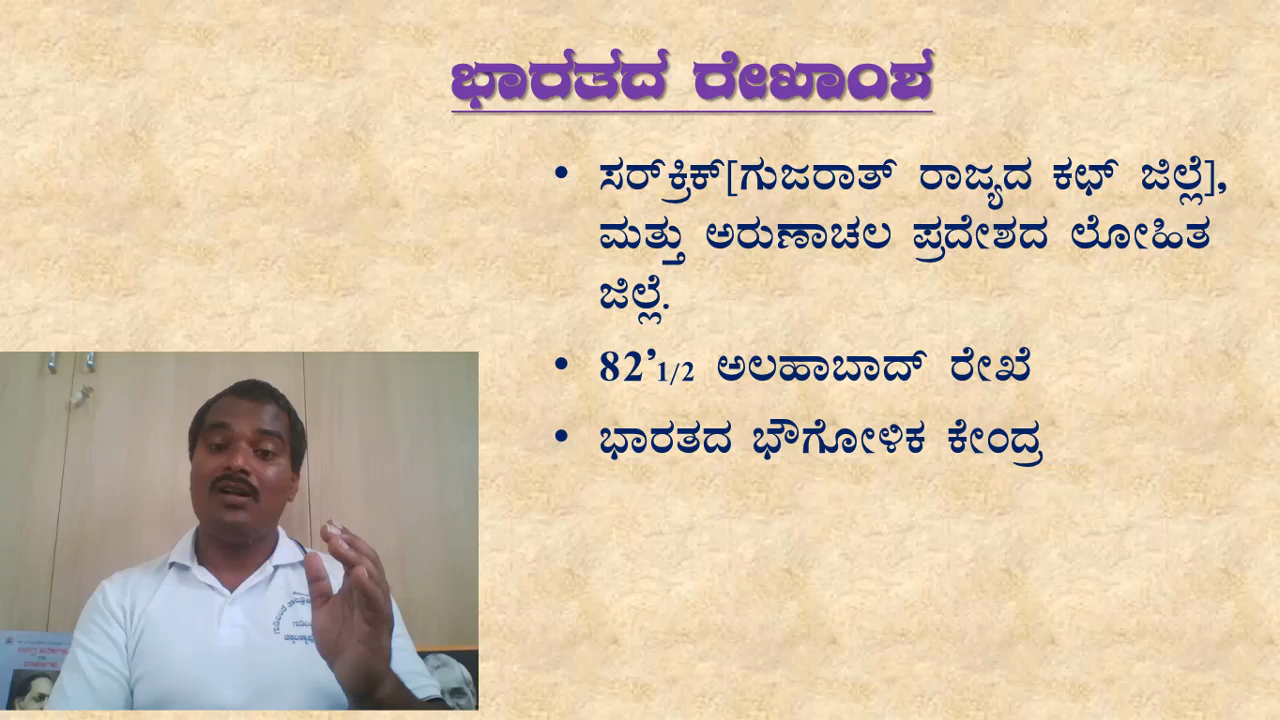 ಭಾರತದ ರೇಖಾಂಶ
• ಸರ್‌ಕ್ರಿಕ್[ಗುಜರಾತ್ ರಾಜ್ಯದ ಕಛ್ ಜಿಲ್ಲೆ],
ಮತ್ತು ಅರುಣಾಚಲ ಪ್ರದೇಶದ ಲೋಹಿತ
ಜಿಲ್ಲೆ.
• 82’1/2 ಅಲಹಾಬಾದ್ ರೇಖೆ
• ಭಾರತದ ಭೌಗೋಳಿಕ ಕೇಂದ್ರ